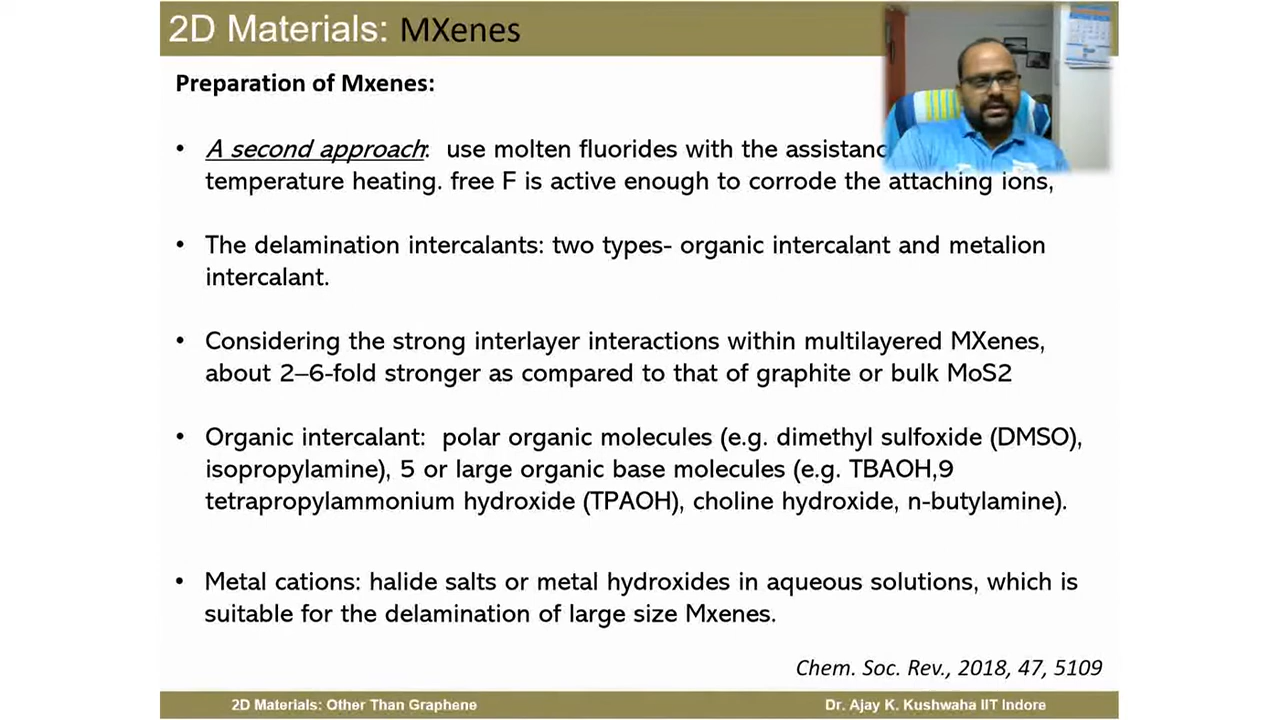 2D Materials: MXenes
Preparation of Mxenes:
• A second approach: use molten fluorides with the
temperature heating. free F is active enough to corrode the attaching ions,
• The delamination intercalants: two types- organic intercalant and metalion
intercalant.
• Considering the strong interlayer interactions within multilayered MXenes,
about 2–6-fold stronger as compared to that of graphite or bulk MoS2
• Organic intercalant: polar organic molecules (e.g. dimethyl sulfoxide (DMSO),
isopropylamine), 5 or large organic base molecules (e.g. TBAOH,9
tetrapropylammonium hydroxide (TPAOH), choline hydroxide, n-butylamine).
• Metal cations: halide salts or metal hydroxides in aqueous solutions, which is
suitable for the delamination of large size Mxenes.
Chem. Soc. Rev., 2018, 47, 5109
2D Materials: Other Than Graphene
Dr. Ajay K. Kushwaha IIT Indore